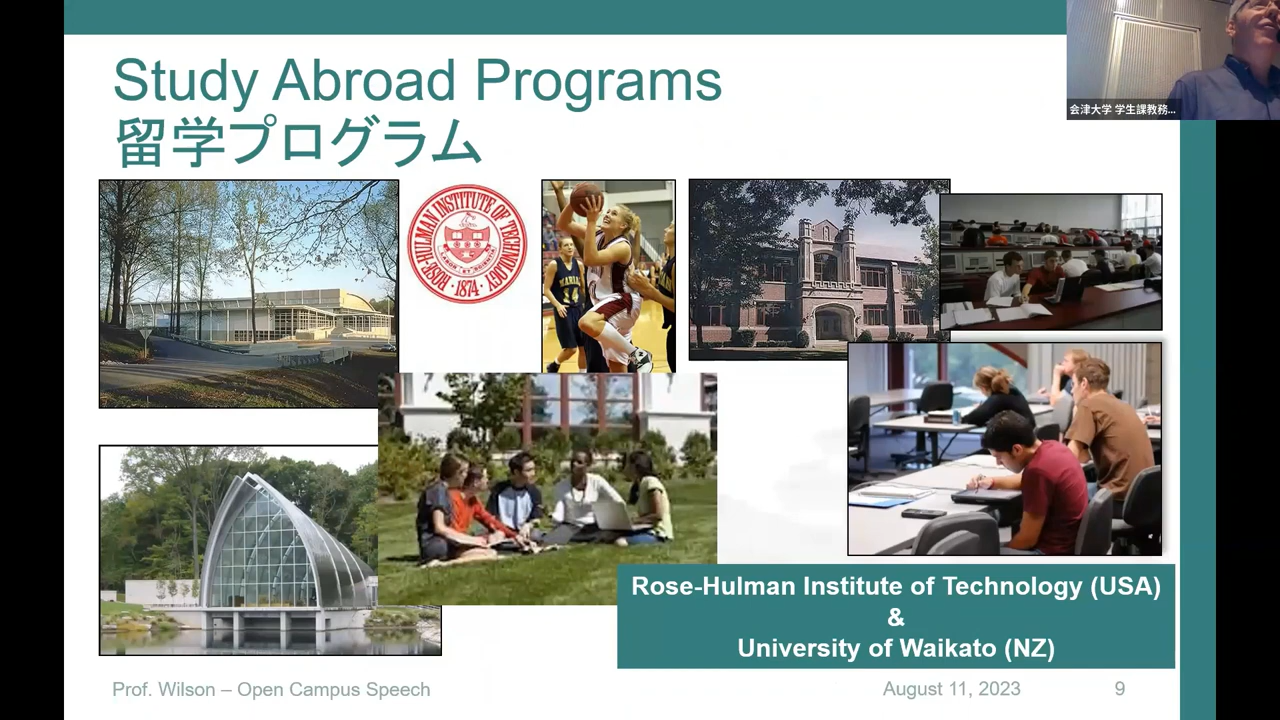 Study Abroad Programs
留学プログラム
会津大学 学生課教務...
ROSE-HULMAN INSTITUTE OF TECHNOLOGY
· 1874 ·
MARIAN
14
Rose-Hulman Institute of Technology (USA)
&
University of Waikato (NZ)
Prof. Wilson – Open Campus Speech
August 11, 2023
9